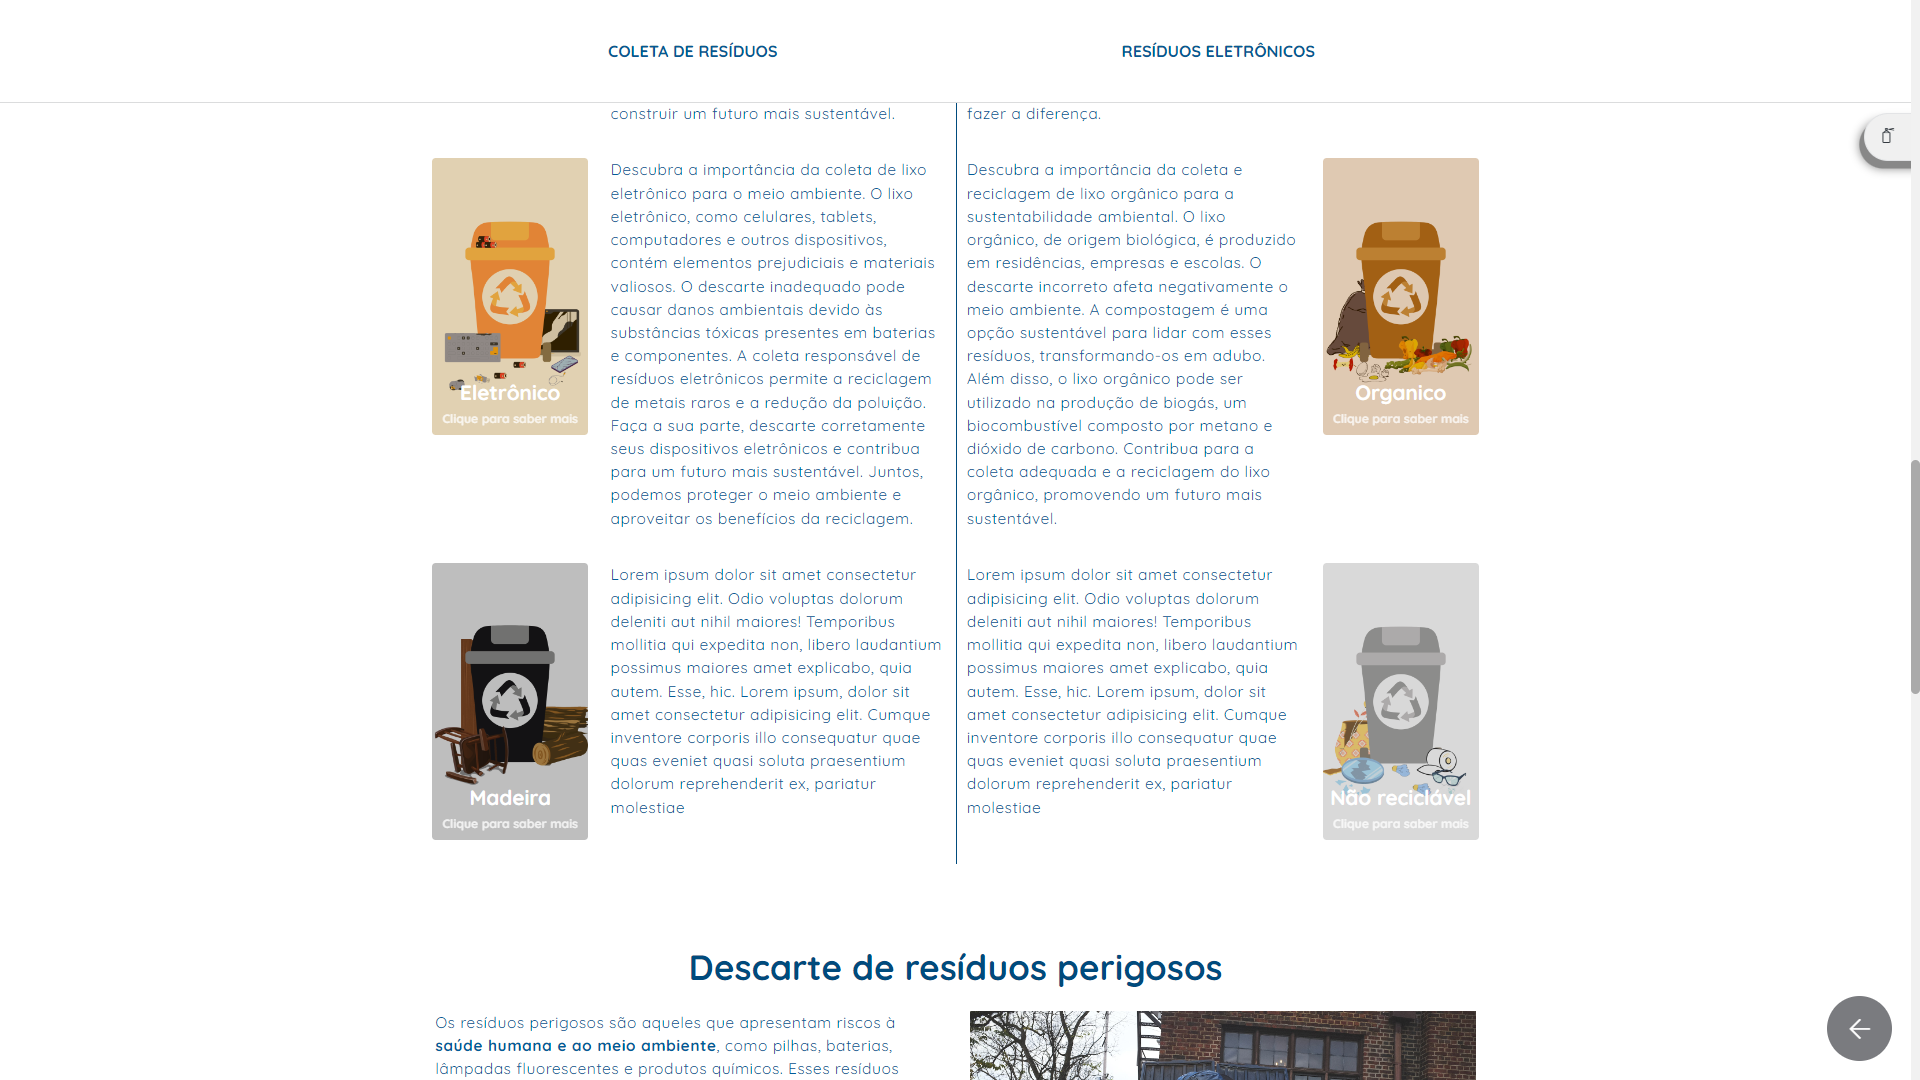 COLETA DE RESÍDUOS
RESÍDUOS ELETRÔNICOS
construir um futuro mais sustentável.
fazer a diferença.
Eletrônico
Clique para saber mais
Descubra a importância da coleta de lixo
eletrônico para o meio ambiente. O lixo
eletrônico, como celulares, tablets,
computadores e outros dispositivos,
contém elementos prejudiciais e materiais
valiosos. O descarte inadequado pode
causar danos ambientais devido às
substâncias tóxicas presentes em baterias
e componentes. A coleta responsável de
resíduos eletrônicos permite a reciclagem
de metais raros e a redução da poluição.
Faça a sua parte, descarte corretamente
seus dispositivos eletrônicos e contribua
para um futuro mais sustentável. Juntos,
podemos proteger o meio ambiente e
aproveitar os benefícios da reciclagem.
Descubra a importância da coleta e
reciclagem de lixo orgânico para a
sustentabilidade ambiental. O lixo
orgânico, de origem biológica, é produzido
em residências, empresas e escolas. O
descarte incorreto afeta negativamente o
meio ambiente. A compostagem é uma
opção sustentável para lidar com esses
resíduos, transformando-os em adubo.
Além disso, o lixo orgânico pode ser
utilizado na produção de biogás, um
biocombustível composto por metano e
dióxido de carbono. Contribua para a
coleta adequada e a reciclagem do lixo
orgânico, promovendo um futuro mais
sustentável.
Organico
Clique para saber mais
Madeira
Clique para saber mais
Lorem ipsum dolor sit amet consectetur
adipisicing elit. Odio voluptas dolorum
deleniti aut nihil maiores! Temporibus
mollitia qui expedita non, libero laudantium
possimus maiores amet explicabo, quia
autem. Esse, hic. Lorem ipsum, dolor sit
amet consectetur adipisicing elit. Cumque
inventore corporis illo consequatur quae
quas eveniet quasi soluta praesentium
dolorum reprehenderit ex, pariatur
molestiae
Lorem ipsum dolor sit amet consectetur
adipisicing elit. Odio voluptas dolorum
deleniti aut nihil maiores! Temporibus
mollitia qui expedita non, libero laudantium
possimus maiores amet explicabo, quia
autem. Esse, hic. Lorem ipsum, dolor sit
amet consectetur adipisicing elit. Cumque
inventore corporis illo consequatur quae
quas eveniet quasi soluta praesentium
dolorum reprehenderit ex, pariatur
molestiae
Não reciclável
Clique para saber mais
Descarte de resíduos perigosos
Os resíduos perigosos são aqueles que apresentam riscos à
saúde humana e ao meio ambiente, como pilhas, baterias,
lâmpadas fluorescentes e produtos químicos. Esses resíduos